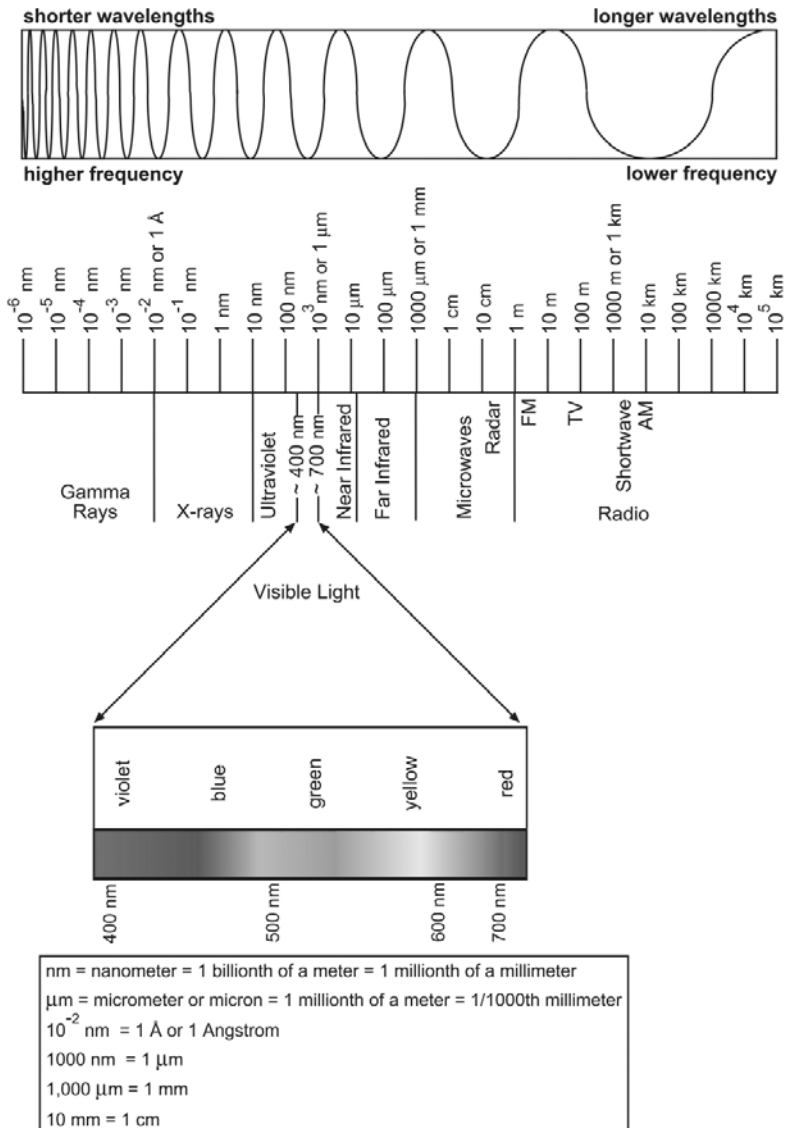 shorter wavelengths longer wavelengths
higher frequency lower frequency
10⁻⁶ nm
10⁻⁵ nm
10⁻⁴ nm
10⁻³ nm
10⁻² nm or 1 Å
10⁻¹ nm
1 nm
10 nm
100 nm
10³ nm or 1 μm
10 μm
100 μm
1000 μm or 1 mm
1 cm
10 cm
1 m
10 m
100 m
1000 m or 1 km
10 km
100 km
1000 km
10⁴ km
10⁵ km
Gamma
Rays
X-rays
Ultraviolet
~ 400 nm
~ 700 nm
Near Infrared
Far Infrared
Microwaves
Radar
FM
TV
Shortwave
AM
Radio
Visible Light
violet
blue
green
yellow
red
400 nm
500 nm
600 nm
700 nm
nm = nanometer = 1 billionth of a meter = 1 millionth of a millimeter
μm = micrometer or micron = 1 millionth of a meter = 1/1000th millimeter
10⁻² nm = 1 Å or 1 Angstrom
1000 nm = 1 μm
1,000 μm = 1 mm
10 mm = 1 cm